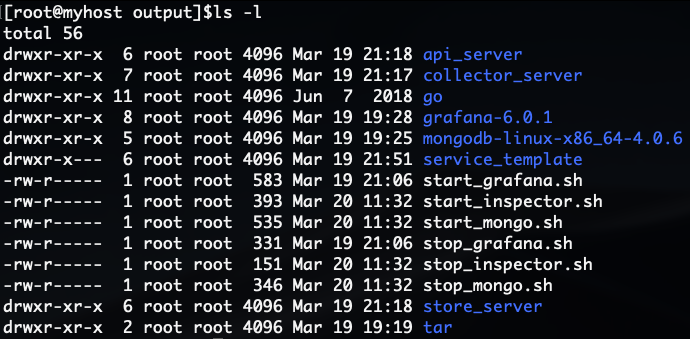 [root@myhost output]$ls -l
total 56
drwxr-xr-x  6 root root 4096 Mar 19 21:18 api_server
drwxr-xr-x  7 root root 4096 Mar 19 21:17 collector_server
drwxr-xr-x 11 root root 4096 Jun  7  2018 go
drwxr-xr-x  8 root root 4096 Mar 19 19:28 grafana-6.0.1
drwxr-xr-x  5 root root 4096 Mar 19 19:25 mongodb-linux-x86_64-4.0.6
drwxr-x---  6 root root 4096 Mar 19 21:51 service_template
-rw-r-----  1 root root  583 Mar 19 21:06 start_grafana.sh
-rw-r-----  1 root root  393 Mar 20 11:32 start_inspector.sh
-rw-r-----  1 root root  535 Mar 20 11:32 start_mongo.sh
-rw-r-----  1 root root  331 Mar 19 21:06 stop_grafana.sh
-rw-r-----  1 root root  151 Mar 20 11:32 stop_inspector.sh
-rw-r-----  1 root root  346 Mar 20 11:32 stop_mongo.sh
drwxr-xr-x  6 root root 4096 Mar 19 21:18 store_server
drwxr-xr-x  2 root root 4096 Mar 19 19:19 tar